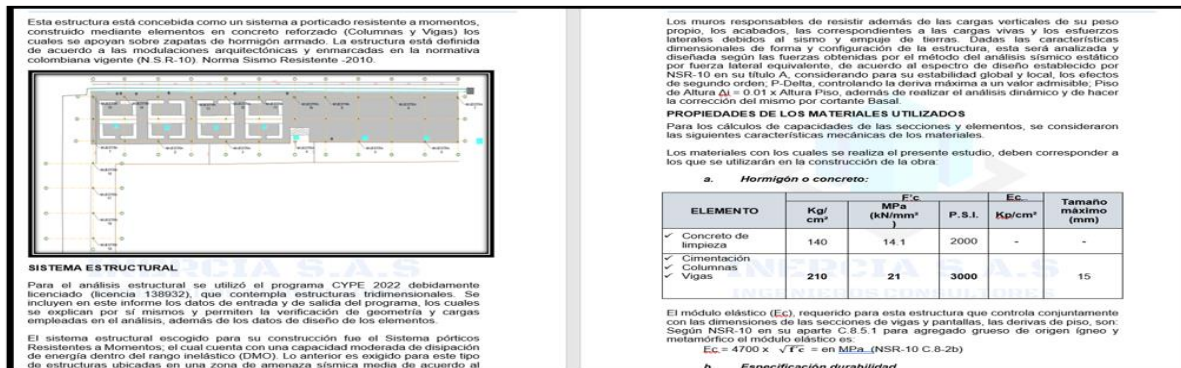 Esta estructura está concebida como un sistema a porticado resistente a momentos,
construido mediante elementos en concreto reforzado (Columnas y Vigas) los
cuales se apoyan sobre zapatas de hormigón armado. La estructura está definida
de acuerdo a las modulaciones arquitectónicas y enmarcadas en la normativa
colombiana vigente (N.S.R-10). Norma Sismo Resistente -2010.
SISTEMA ESTRUCTURAL
Para el análisis estructural se utilizó el programa CYPE 2022 debidamente
licenciado (licencia 138932), que contempla estructuras tridimensionales. Se
incluyen en este informe los datos de entrada y de salida del programa, los cuales
se explican por sí mismos y permiten la verificación de geometría y cargas
empleadas en el análisis, además de los datos de diseño de los elementos.
El sistema estructural escogido para su construcción fue el Sistema pórticos
Resistentes a Momentos; el cual cuenta con una capacidad moderada de disipación
de energía dentro del rango inelástico (DMO). Lo anterior es exigido para este tipo
de estructuras ubicadas en una zona de amenaza sísmica media de acuerdo al
Los muros responsables de resistir además de las cargas verticales de su peso
propio, los acabados, las correspondientes a las cargas vivas y los esfuerzos
laterales debidos al sismo y empuje de tierras. Dadas las características
dimensionales de forma y configuración de la estructura, esta será analizada y
diseñada según las fuerzas obtenidas por el método del análisis sísmico estático
por fuerza lateral equivalente, de acuerdo al espectro de diseño establecido por
NSR-10 en su título A, considerando para su estabilidad global y local, los efectos
de segundo orden; P-Delta, controlando la deriva máxima a un valor admisible; Piso
de Altura Δi = 0.01 x Altura Piso, además de realizar el análisis dinámico y de hacer
la corrección del mismo por cortante Basal.
PROPIEDADES DE LOS MATERIALES UTILIZADOS
Para los cálculos de capacidades de las secciones y elementos, se consideraron
las siguientes características mecánicas de los materiales.
Los materiales con los cuales se realiza el presente estudio, deben corresponder a
los que se utilizarán en la construcción de la obra:
a. Hormigón o concreto:
ELEMENTO F'c Ec Tamaño máximo (mm)
Kg/cm² MPa (kN/mm²) P.S.I. Kp/cm²
✓ Concreto de limpieza 140 14.1 2000 - -
✓ Cimentación
✓ Columnas
✓ Vigas 210 21 3000 15
INERCIA S.A.S
INGENIEROS CONSULTORES
El módulo elástico (Ec), requerido para esta estructura que controla conjuntamente
con las dimensiones de las secciones de vigas y pantallas, las derivas de piso, son:
Según NSR-10 en su aparte C.8.5.1 para agregado grueso de origen ígneo y
metamórfico el módulo elástico es:
Ec = 4700 x √f'c = en MPa (NSR-10 C.8-2b)
b. Especificación durabilidad